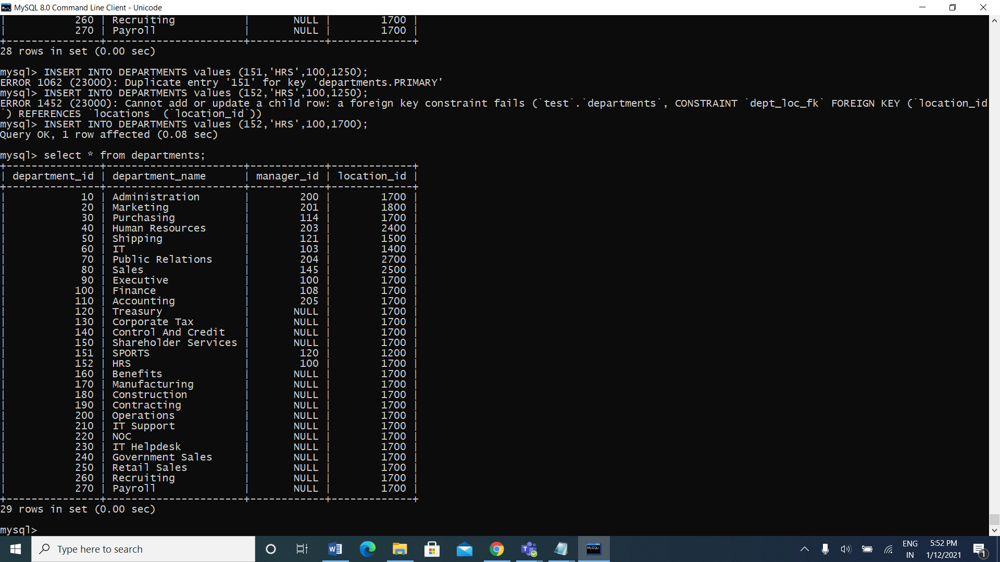 MySQL 8.0 Command Line Client - Unicode
|           260 | Recruiting           |       NULL |        1700 |
|           270 | Payroll              |       NULL |        1700 |
+---------------+----------------------+------------+-------------+
28 rows in set (0.00 sec)
mysql> INSERT INTO DEPARTMENTS values (151,'HRS',100,1250);
ERROR 1062 (23000): Duplicate entry '151' for key 'departments.PRIMARY'
mysql> INSERT INTO DEPARTMENTS values (152,'HRS',100,1250);
ERROR 1452 (23000): Cannot add or update a child row: a foreign key constraint fails (`test`.`departments`, CONSTRAINT `dept_loc_fk` FOREIGN KEY (`location_id
`) REFERENCES `locations` (`location_id`))
mysql> INSERT INTO DEPARTMENTS values (152,'HRS',100,1700);
Query OK, 1 row affected (0.08 sec)
mysql> select * from departments;
+---------------+----------------------+------------+-------------+
| department_id | department_name      | manager_id | location_id |
+---------------+----------------------+------------+-------------+
|            10 | Administration       |        200 |        1700 |
|            20 | Marketing            |        201 |        1800 |
|            30 | Purchasing           |        114 |        1700 |
|            40 | Human Resources      |        203 |        2400 |
|            50 | Shipping             |        121 |        1500 |
|            60 | IT                   |        103 |        1400 |
|            70 | Public Relations     |        204 |        2700 |
|            80 | Sales                |        145 |        2500 |
|            90 | Executive            |        100 |        1700 |
|           100 | Finance              |        108 |        1700 |
|           110 | Accounting           |        205 |        1700 |
|           120 | Treasury             |       NULL |        1700 |
|           130 | Corporate Tax        |       NULL |        1700 |
|           140 | Control And Credit   |       NULL |        1700 |
|           150 | Shareholder Services |       NULL |        1700 |
|           151 | SPORTS               |        120 |        1200 |
|           152 | HRS                  |        100 |        1700 |
|           160 | Benefits             |       NULL |        1700 |
|           170 | Manufacturing        |       NULL |        1700 |
|           180 | Construction         |       NULL |        1700 |
|           190 | Contracting          |       NULL |        1700 |
|           200 | Operations           |       NULL |        1700 |
|           210 | IT Support           |       NULL |        1700 |
|           220 | NOC                  |       NULL |        1700 |
|           230 | IT Helpdesk          |       NULL |        1700 |
|           240 | Government Sales     |       NULL |        1700 |
|           250 | Retail Sales         |       NULL |        1700 |
|           260 | Recruiting           |       NULL |        1700 |
|           270 | Payroll              |       NULL |        1700 |
+---------------+----------------------+------------+-------------+
29 rows in set (0.00 sec)
mysql>
Type here to search
ENG
IN
5:52 PM
1/12/2021
1